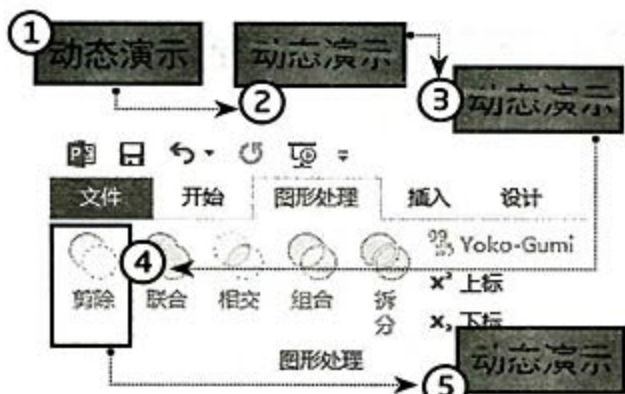 1 动态演示
2 动态演示
3 动态演示
文件 开始 图形处理 插入 设计
剪除 4 联合 相交 组合 拆分
Yoko-Gumi
x² 上标
x₂ 下标
图形处理
5 动态演示